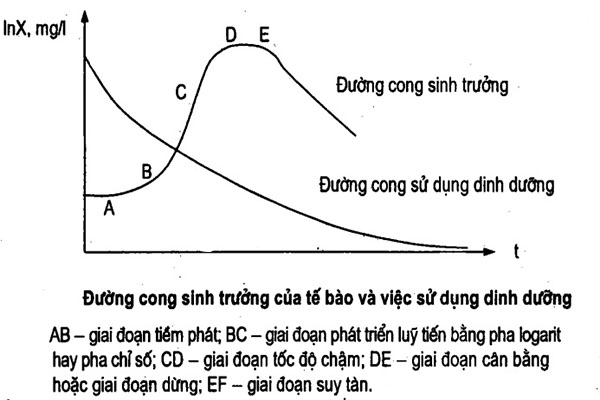 lnX, mg/l
D E
Đường cong sinh trưởng
C
B
Đường cong sử dụng dinh dưỡng
A
t
Đường cong sinh trưởng của tế bào và việc sử dụng dinh dưỡng
AB – giai đoạn tiềm phát; BC – giai đoạn phát triển luỹ tiến bằng pha logarit
hay pha chỉ số; CD – giai đoạn tốc độ chậm; DE – giai đoạn cân bằng
hoặc giai đoạn dừng; EF – giai đoạn suy tàn.